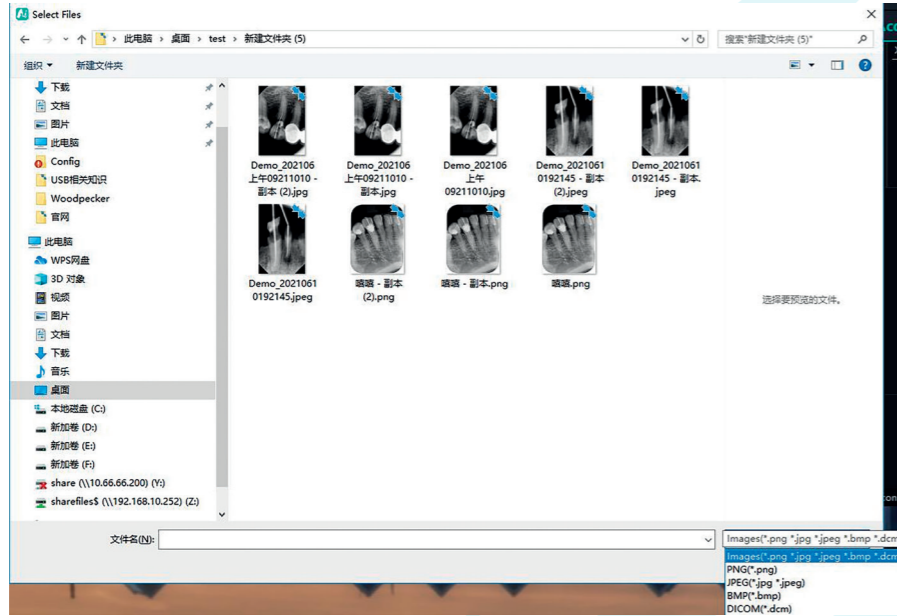 Select Files
此电脑 › 桌面 › test › 新建文件夹 (5)
搜索"新建文件夹 (5)"
组织 新建文件夹
下载
文档
图片
此电脑
Config
USB相关知识
Woodpecker
官网
此电脑
WPS网盘
3D 对象
视频
图片
文档
下载
音乐
桌面
本地磁盘 (C:)
新加卷 (D:)
新加卷 (E:)
新加卷 (F:)
share (\\10.66.66.200) (Y:)
sharefiles$ (\\192.168.10.252) (Z:)
Demo_202106
上午09211010 -
副本 (2).jpg
Demo_202106
上午09211010 -
副本.jpg
Demo_202106
上午
09211010.jpg
Demo_2021061
0192145 - 副本
(2).jpeg
Demo_2021061
0192145 - 副本.
jpeg
Demo_2021061
0192145.jpeg
嘻嘻 - 副本
(2).png
嘻嘻 - 副本.png
嘻嘻.png
选择要预览的文件。
文件名(N):
Images(*.png *.jpg *.jpeg *.bmp *.dcm
Images(*.png *.jpg *.jpeg *.bmp *.dcm
PNG(*.png)
JPEG(*.jpg *.jpeg)
BMP(*.bmp)
DICOM(*.dcm)